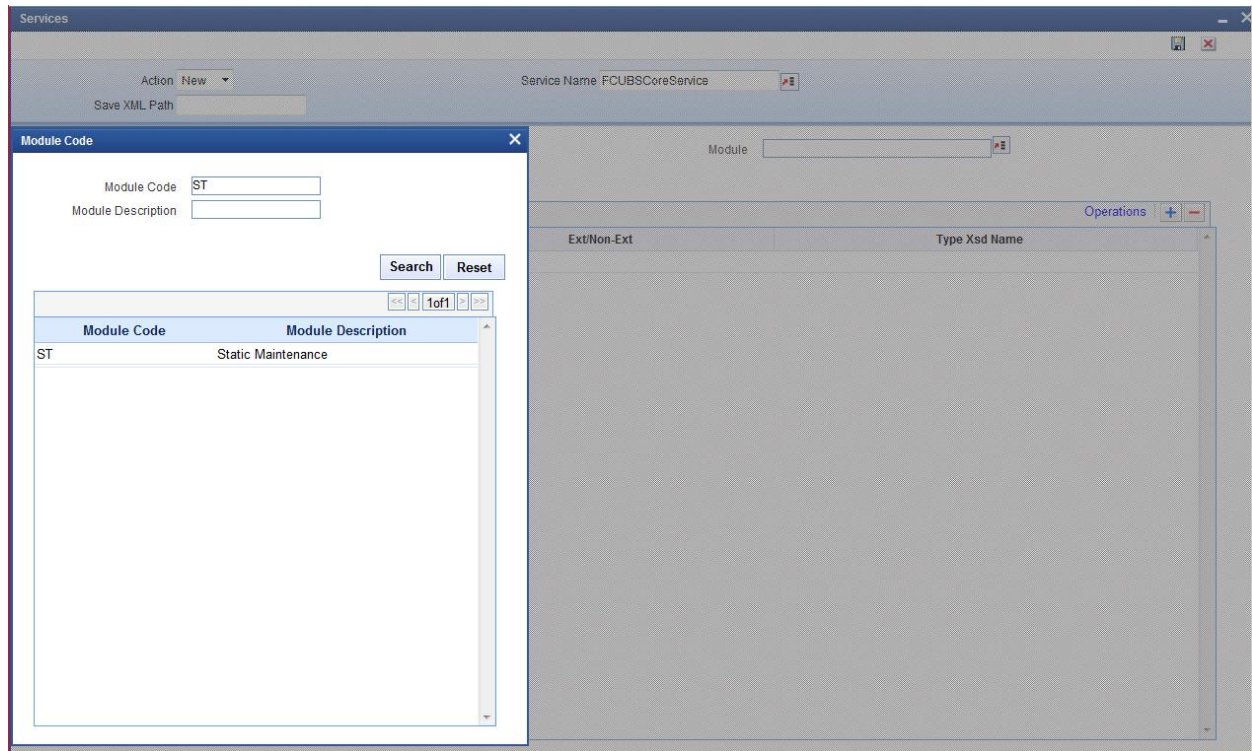 Services
Action New
Service Name FCUBSCoreService
Save XML Path
Module Code
Module
Module Code ST
Module Description
Operations
Ext/Non-Ext
Type Xsd Name
Search Reset
<< < 1of1 > >>
Module Code Module Description
ST Static Maintenance